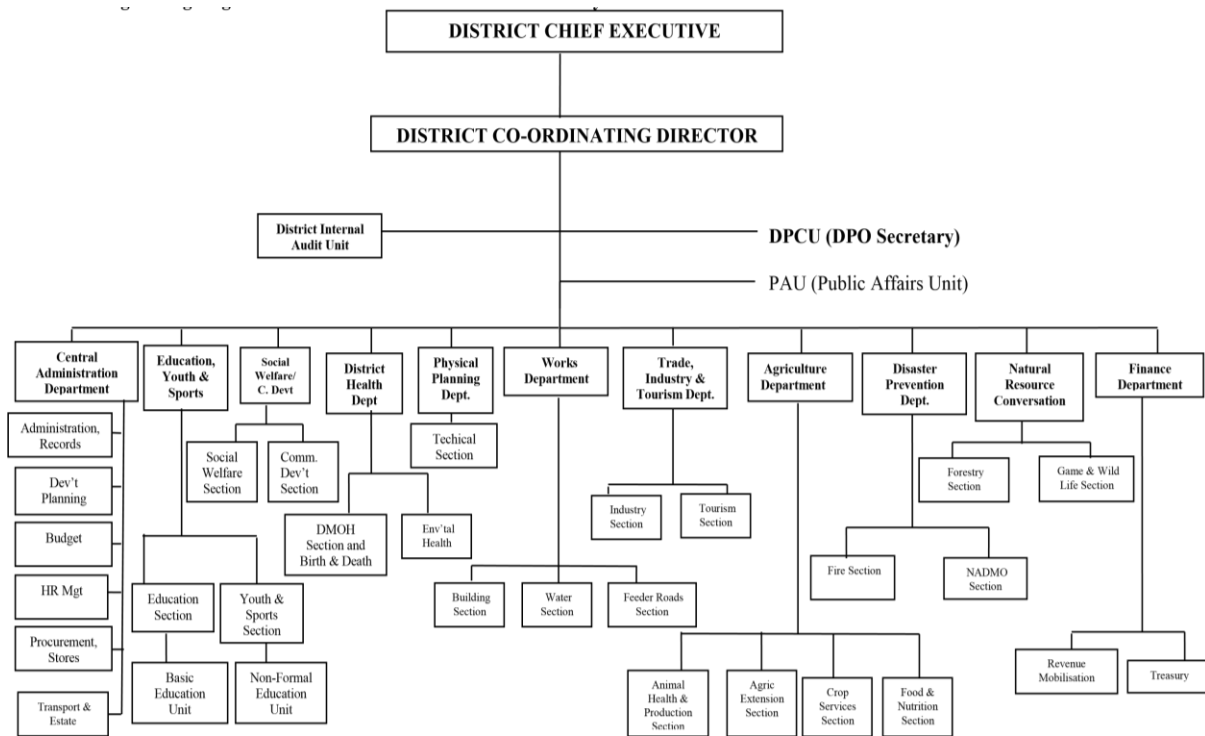 DISTRICT CHIEF EXECUTIVE
DISTRICT CO-ORDINATING DIRECTOR
District Internal
Audit Unit
DPCU (DPO Secretary)
PAU (Public Affairs Unit)
Central
Administration
Department
Education,
Youth &
Sports
Social
Welfare/
C. Devt
District
Health
Dept
Physical
Planning
Dept.
Works
Department
Trade,
Industry &
Tourism Dept.
Agriculture
Department
Disaster
Prevention
Dept.
Natural
Resource
Conversation
Finance
Department
Administration,
Records
Dev't
Planning
Budget
HR Mgt
Procurement,
Stores
Transport &
Estate
Education
Section
Youth &
Sports
Section
Basic
Education
Unit
Non-Formal
Education
Unit
Social
Welfare
Section
Comm.
Dev't
Section
DMOH
Section and
Birth & Death
Env'tal
Health
Techical
Section
Building
Section
Water
Section
Feeder Roads
Section
Industry
Section
Tourism
Section
Animal
Health &
Production
Section
Agric
Extension
Section
Crop
Services
Section
Food &
Nutrition
Section
Fire Section
NADMO
Section
Forestry
Section
Game & Wild
Life Section
Revenue
Mobilisation
Treasury